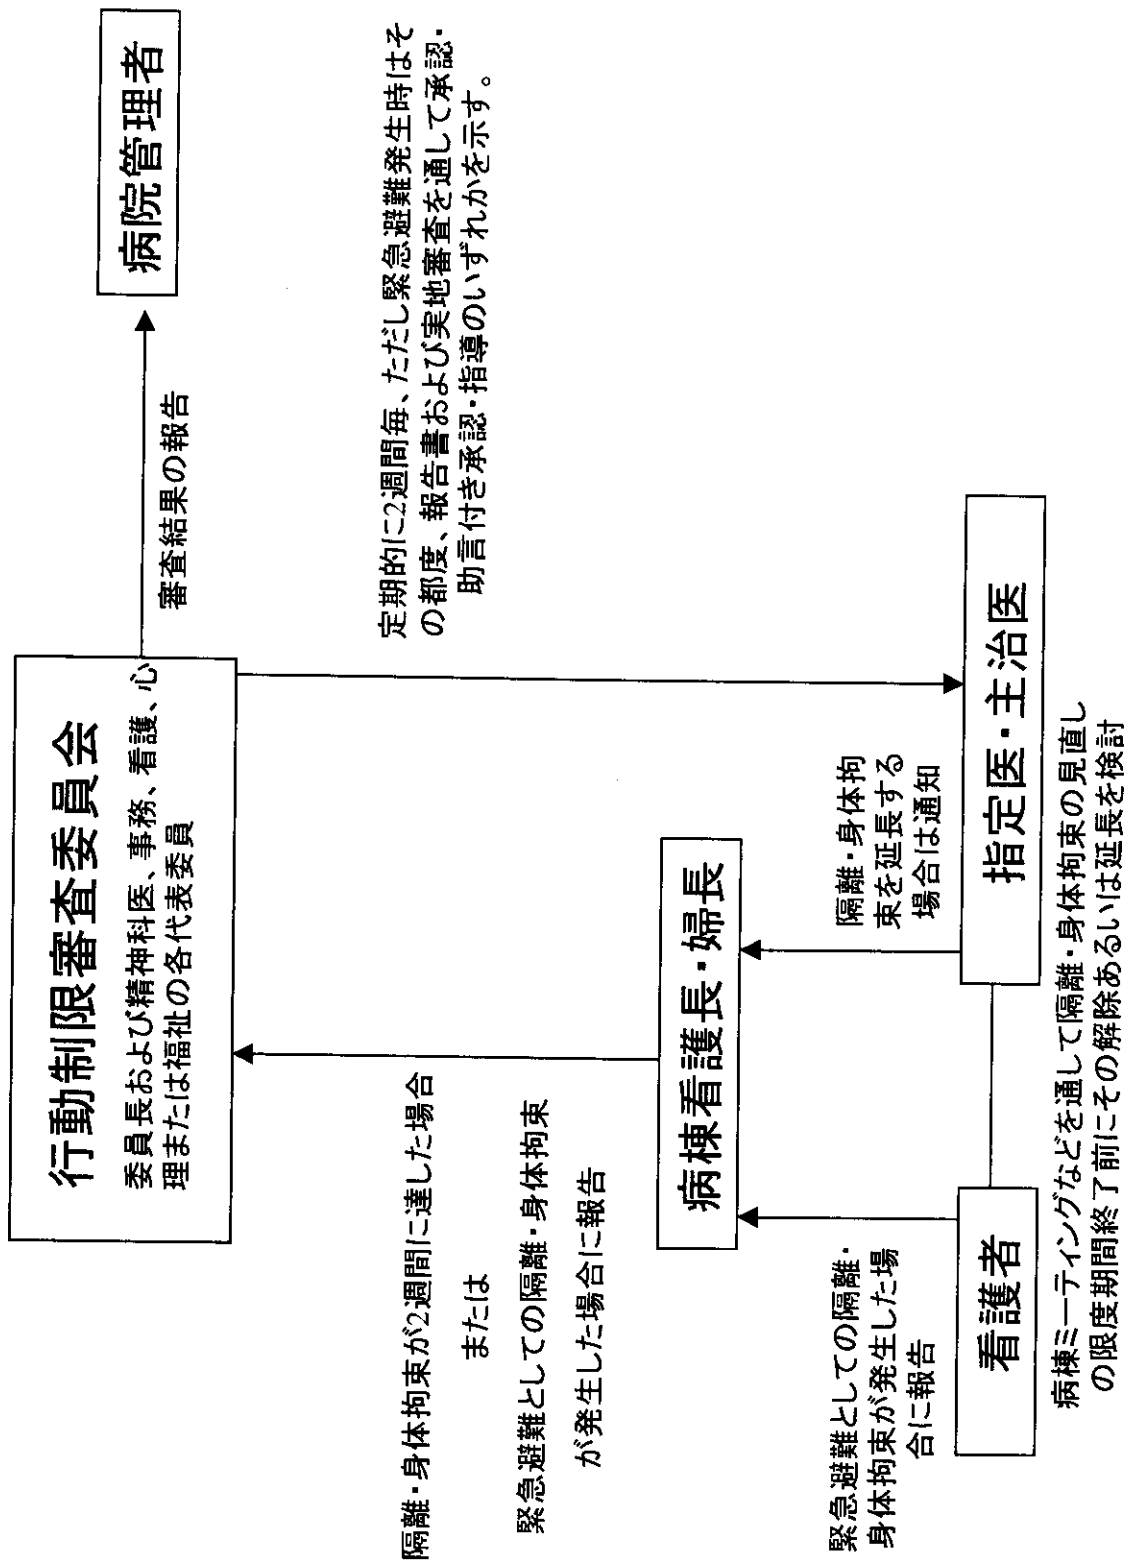 行動制限審査委員会
委員長および精神科医、事務、看護、心
理または福祉の各代表委員
審査結果の報告
病院管理者
隔離・身体拘束が2週間に達した場合
または
緊急避難としての隔離・身体拘束
が発生した場合に報告
定期的に2週間毎、ただし緊急避難発生時はそ
の都度、報告書および実地審査を通して承認・
助言付き承認・指導のいずれかを示す。
病棟看護長・婦長
緊急避難としての隔離・
身体拘束が発生した場
合に報告
隔離・身体拘
束を延長する
場合は通知
看護者
指定医・主治医
病棟ミーティングなどを通して隔離・身体拘束の見直し
の限度期間終了前にその解除あるいは延長を検討